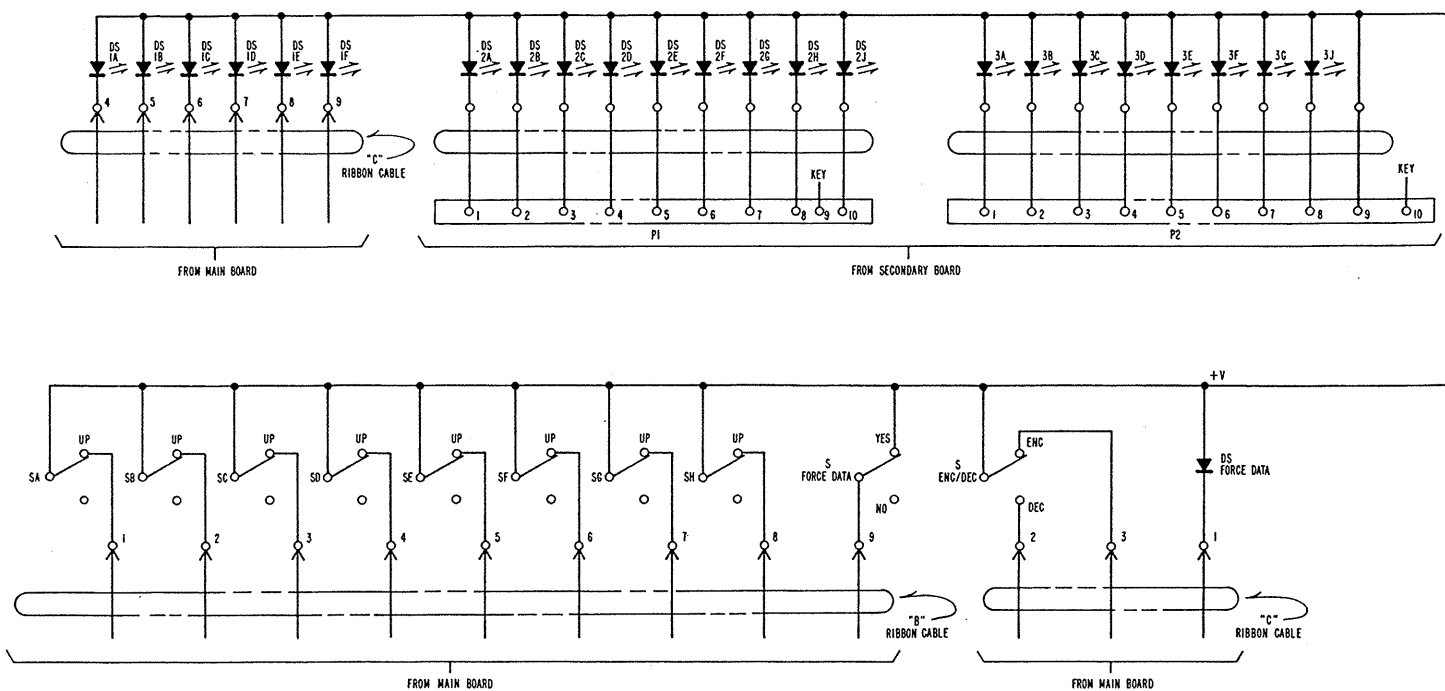 DS 1A
DS 1B
DS 1C
DS 1D
DS 1E
DS 1F
DS 2A
DS 2B
DS 2C
DS 2D
DS 2E
DS 2F
DS 2G
DS 2H
DS 2J
3A
3B
3C
3D
3E
3F
3G
3J
4
5
6
7
8
9
"C"
RIBBON CABLE
KEY
KEY
1
2
3
4
5
6
7
8
9
10
1
2
3
4
5
6
7
8
9
10
P1
P2
FROM MAIN BOARD
FROM SECONDARY BOARD
+V
UP
UP
UP
UP
UP
UP
UP
UP
YES
ENC
SA
SB
SC
SD
SE
SF
SG
SH
S
FORCE DATA
S
ENC/DEC
DS
FORCE DATA
NO
DEC
1
2
3
4
5
6
7
8
9
2
3
1
"B"
RIBBON CABLE
"C"
RIBBON CABLE
FROM MAIN BOARD
FROM MAIN BOARD